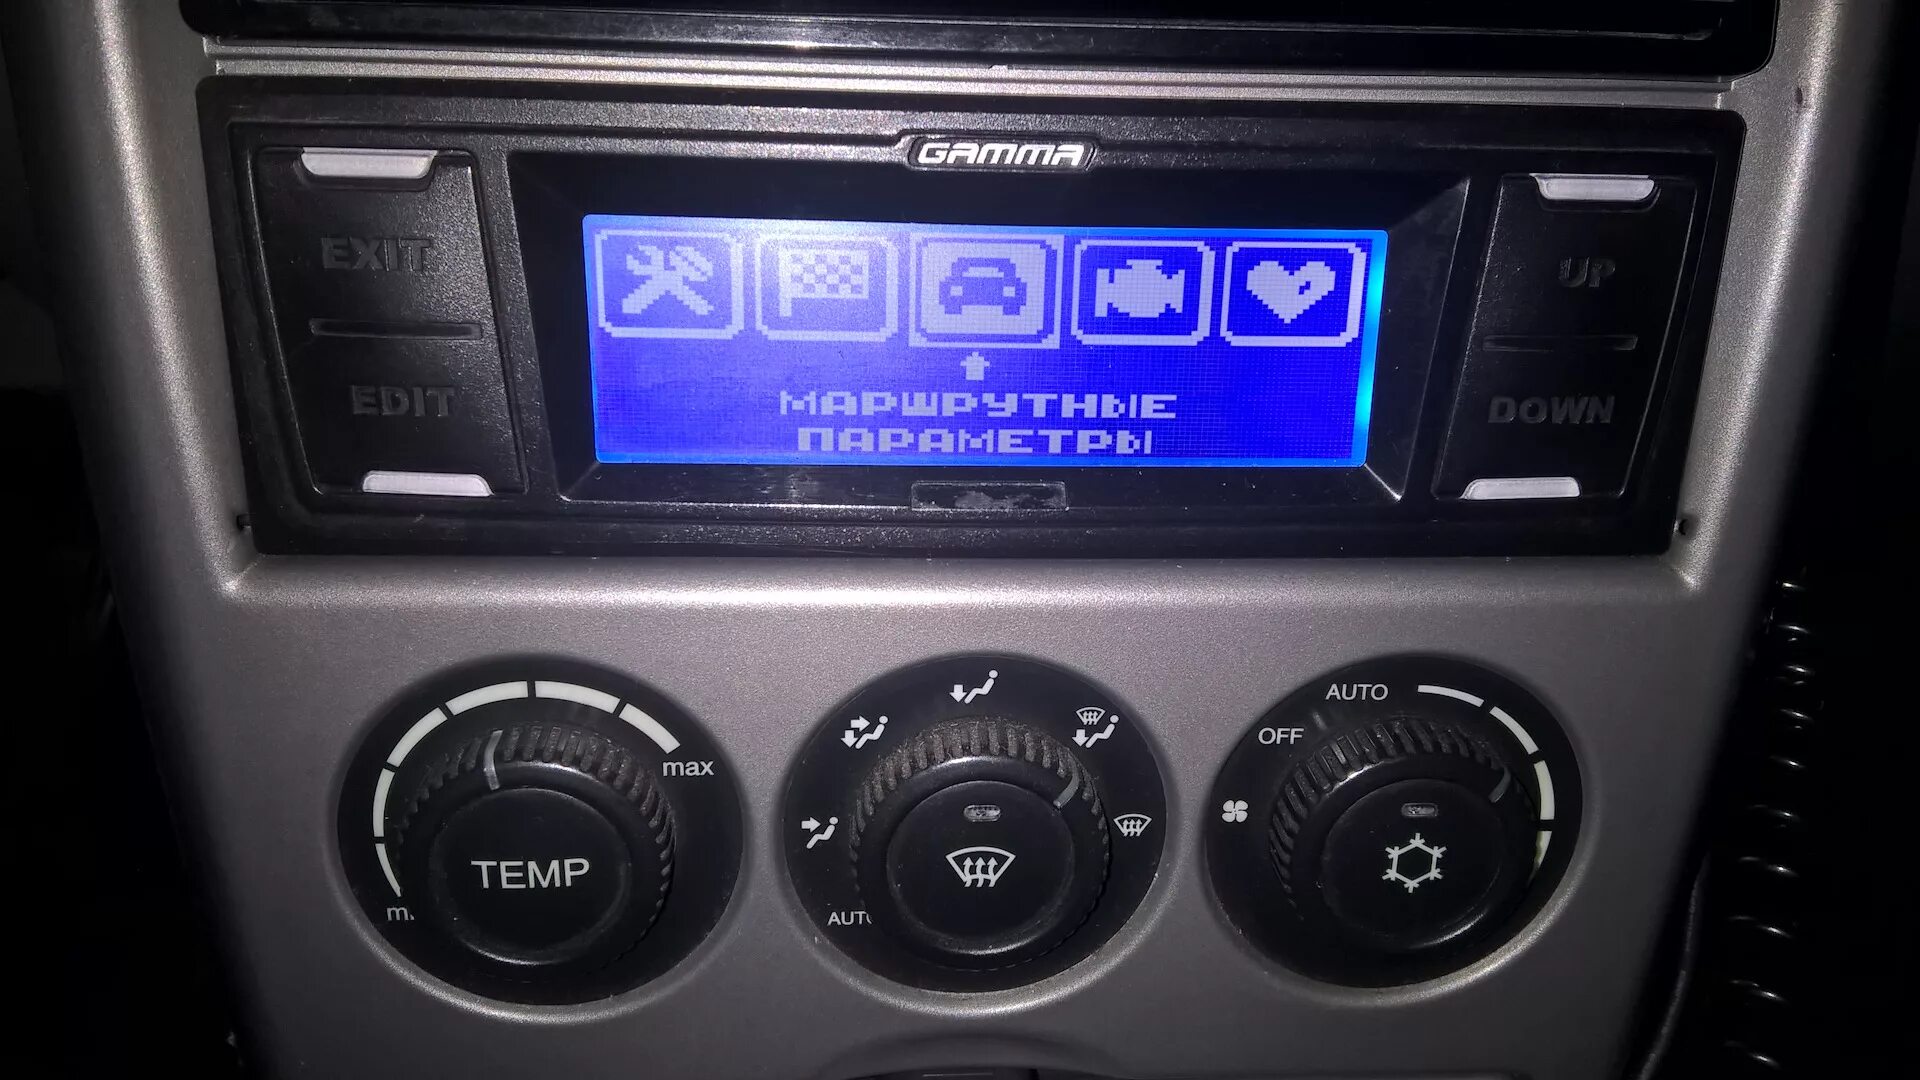 GAMMA
EXIT
EDIT
UP
DOWN
МАРШРУТНЫЕ
ПАРАМЕТРЫ
max
TEMP
AUTO
OFF
AUTO